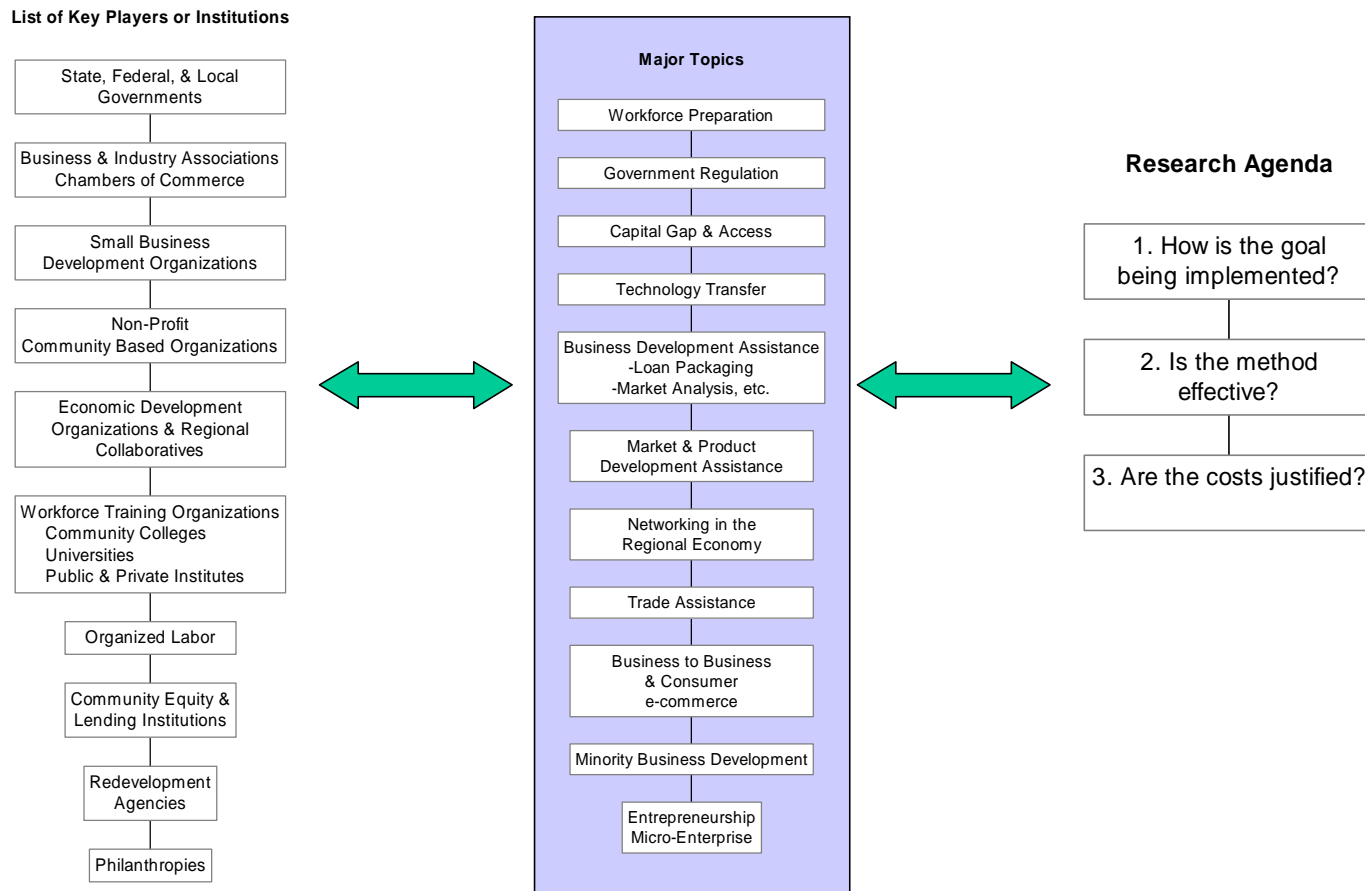 List of Key Players or Institutions
State, Federal, & Local
Governments
Business & Industry Associations
Chambers of Commerce
Small Business
Development Organizations
Non-Profit
Community Based Organizations
Economic Development
Organizations & Regional
Collaboratives
Workforce Training Organizations
Community Colleges
Universities
Public & Private Institutes
Organized Labor
Community Equity &
Lending Institutions
Redevelopment
Agencies
Philanthropies
Major Topics
Workforce Preparation
Government Regulation
Capital Gap & Access
Technology Transfer
Business Development Assistance
-Loan Packaging
-Market Analysis, etc.
Market & Product
Development Assistance
Networking in the
Regional Economy
Trade Assistance
Business to Business
& Consumer
e-commerce
Minority Business Development
Entrepreneurship
Micro-Enterprise
Research Agenda
1. How is the goal
being implemented?
2. Is the method
effective?
3. Are the costs justified?